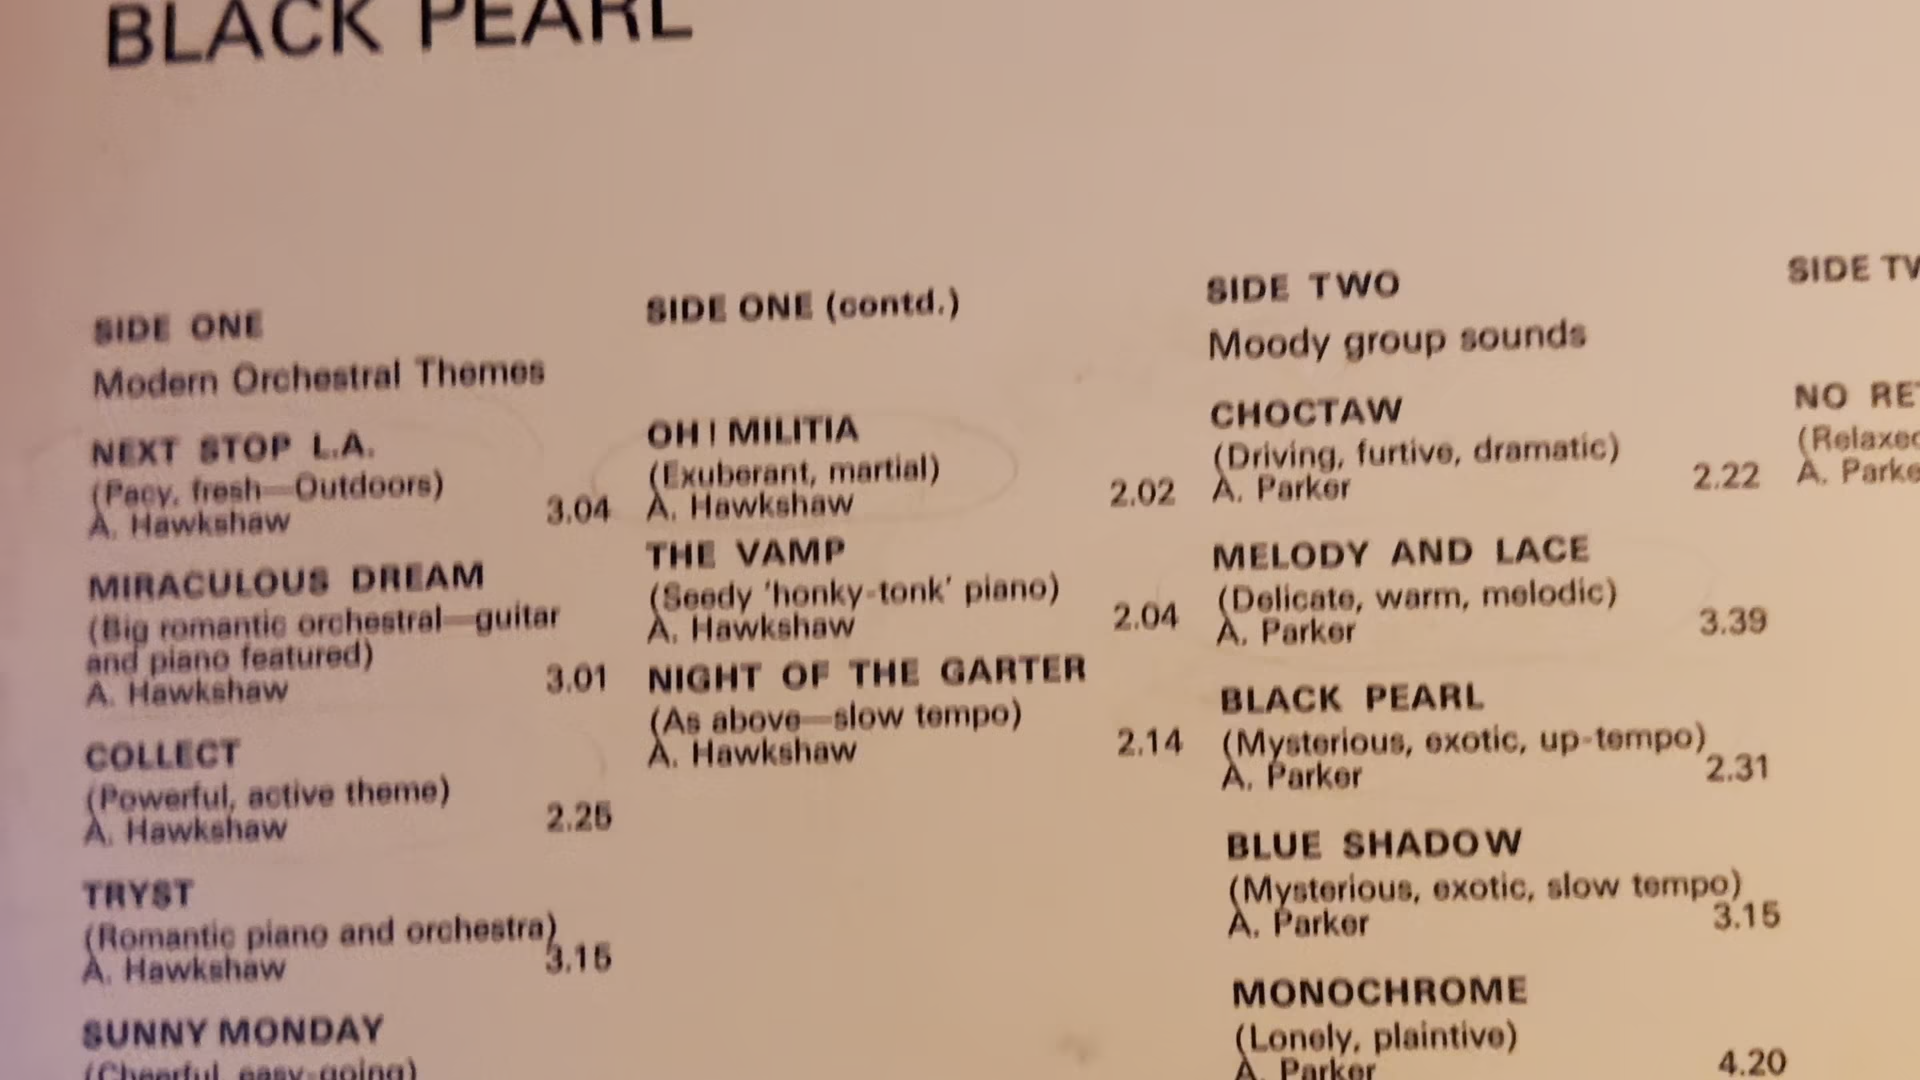 BLACK PEARL
SIDE ONE
Modern Orchestral Themes
NEXT STOP L.A.
(Pacy, fresh—Outdoors)
A. Hawkshaw 3.04
MIRACULOUS DREAM
(Big romantic orchestral—guitar
and piano featured)
A. Hawkshaw 3.01
COLLECT
(Powerful, active theme)
A. Hawkshaw 2.25
TRYST
(Romantic piano and orchestra)
A. Hawkshaw 3.15
SUNNY MONDAY
(Cheerful, easy-going)
SIDE ONE (contd.)
OH! MILITIA
(Exuberant, martial)
A. Hawkshaw 2.02
THE VAMP
(Seedy 'honky-tonk' piano)
A. Hawkshaw 2.04
NIGHT OF THE GARTER
(As above—slow tempo)
A. Hawkshaw 2.14
SIDE TWO
Moody group sounds
CHOCTAW
(Driving, furtive, dramatic)
A. Parker 2.22
MELODY AND LACE
(Delicate, warm, melodic)
A. Parker 3.39
BLACK PEARL
(Mysterious, exotic, up-tempo)
A. Parker 2.31
BLUE SHADOW
(Mysterious, exotic, slow tempo)
A. Parker 3.15
MONOCHROME
(Lonely, plaintive)
A. Parker 4.20
SIDE
NO
A.